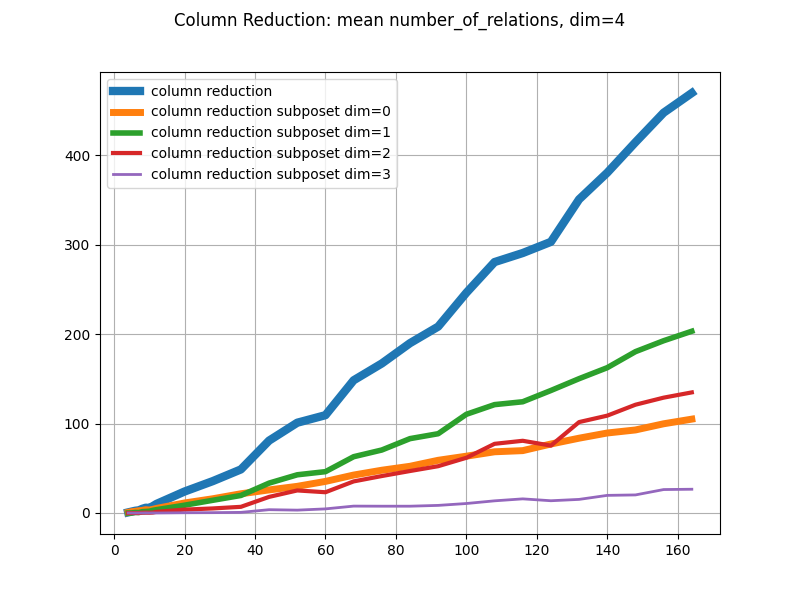 Column Reduction: mean number_of_relations, dim=4
column reduction
column reduction subposet dim=0
column reduction subposet dim=1
column reduction subposet dim=2
column reduction subposet dim=3
400
300
200
100
0
0 20 40 60 80 100 120 140 160